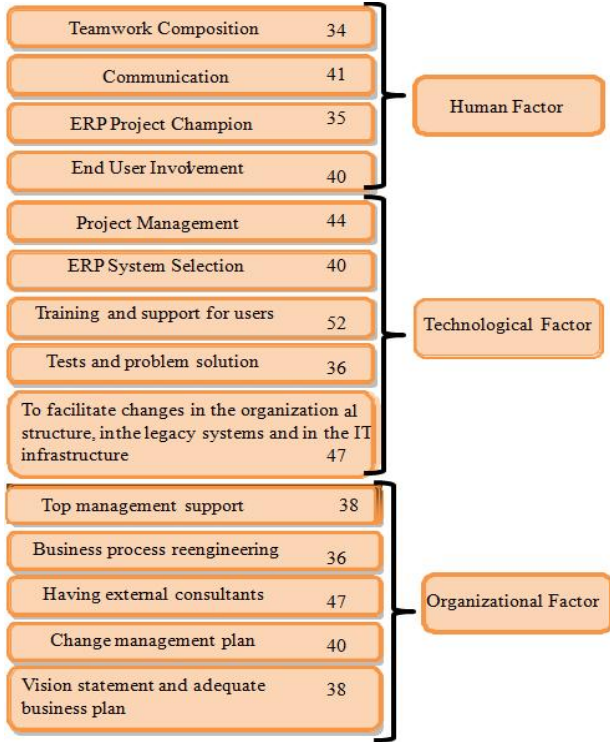 Teamwork Composition 34
Communication 41
ERP Project Champion 35
End User Involvement 40
Human Factor
Project Management 44
ERP System Selection 40
Training and support for users 52
Tests and problem solution 36
To facilitate changes in the organization al
structure, inthe legacy systems and in the IT
infrastructure 47
Technological Factor
Top management support 38
Business process reengineering 36
Having external consultants 47
Change management plan 40
Vision statement and adequate 38
business plan
Organizational Factor